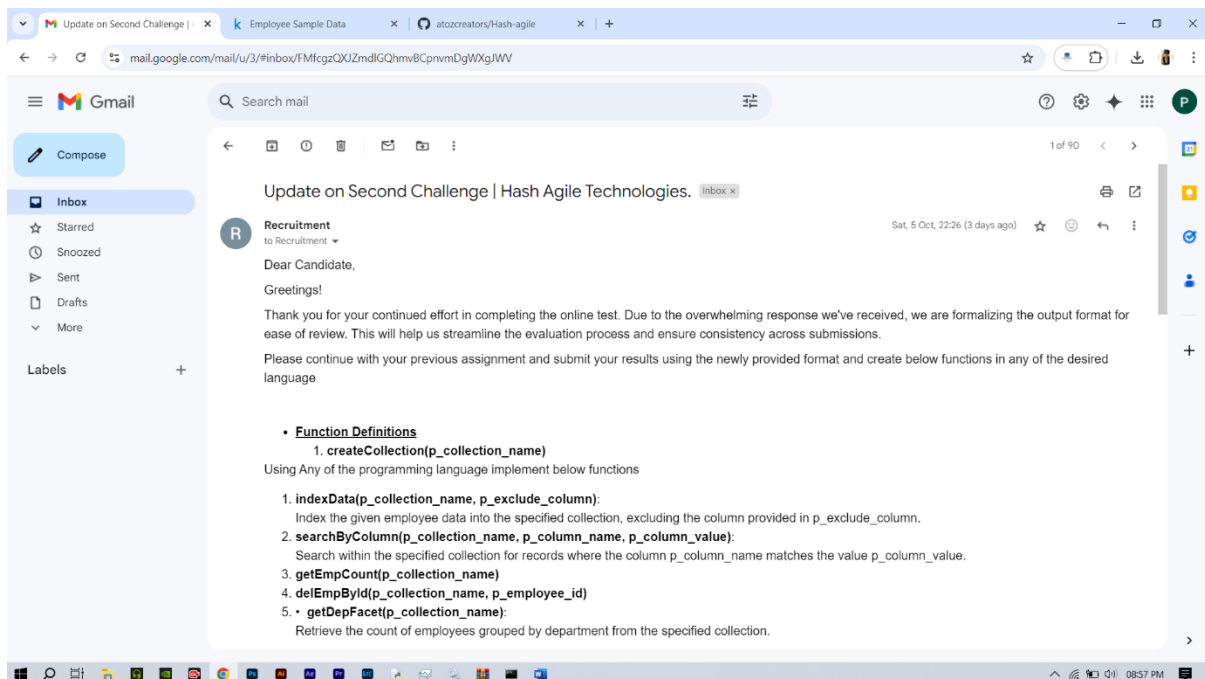 Update on Second Challenge | H
Employee Sample Data
atozcreators/Hash-agile
mail.google.com/mail/u/3/#inbox/FMfcgzQXJZmdlGQhmvBCpnvmDgWXgJWV
Gmail
Search mail
P
Compose
1 of 90
Inbox
Starred
Snoozed
Sent
Drafts
More
Labels
Update on Second Challenge | Hash Agile Technologies. Inbox ×
R
Recruitment
Sat, 5 Oct, 22:26 (3 days ago)
to Recruitment
Dear Candidate,
Greetings!
Thank you for your continued effort in completing the online test. Due to the overwhelming response we've received, we are formalizing the output format for
ease of review. This will help us streamline the evaluation process and ensure consistency across submissions.
Please continue with your previous assignment and submit your results using the newly provided format and create below functions in any of the desired
language
• Function Definitions
1. createCollection(p_collection_name)
Using Any of the programming language implement below functions
1. indexData(p_collection_name, p_exclude_column):
Index the given employee data into the specified collection, excluding the column provided in p_exclude_column.
2. searchByColumn(p_collection_name, p_column_name, p_column_value):
Search within the specified collection for records where the column p_column_name matches the value p_column_value.
3. getEmpCount(p_collection_name)
4. delEmpById(p_collection_name, p_employee_id)
5. • getDepFacet(p_collection_name):
Retrieve the count of employees grouped by department from the specified collection.
08:57 PM